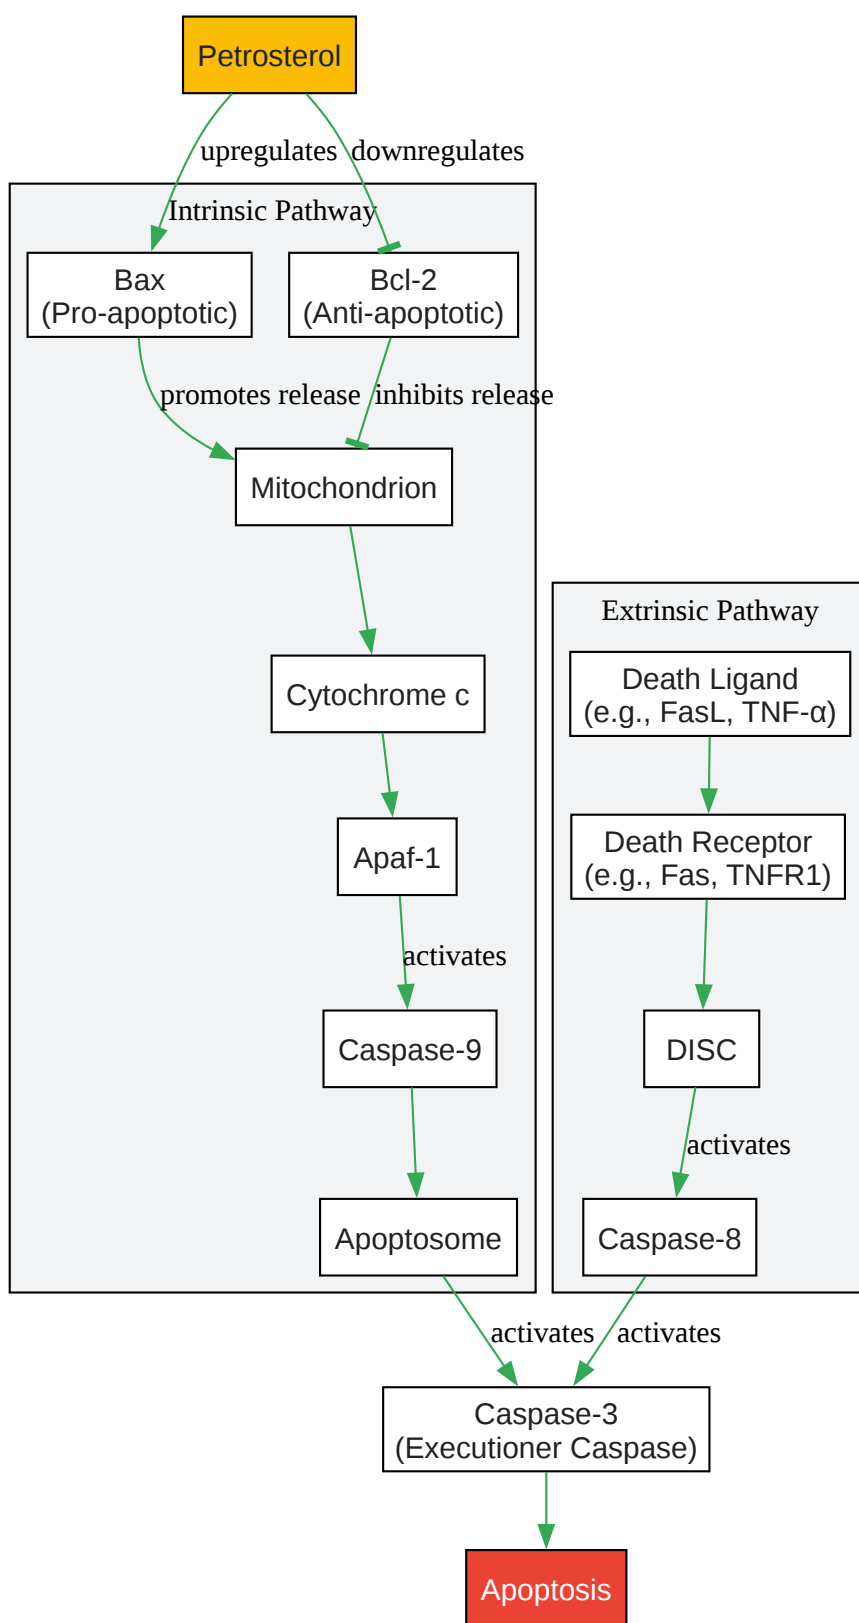 Petrosterol
upregulates
downregulates
Intrinsic Pathway
Bax
(Pro-apoptotic)
Bcl-2
(Anti-apoptotic)
promotes release
inhibits release
Mitochondrion
Cytochrome c
Apaf-1
activates
Caspase-9
Apoptosome
Extrinsic Pathway
Death Ligand
(e.g., FasL, TNF-α)
Death Receptor
(e.g., Fas, TNFR1)
DISC
activates
Caspase-8
activates
activates
Caspase-3
(Executioner Caspase)
Apoptosis